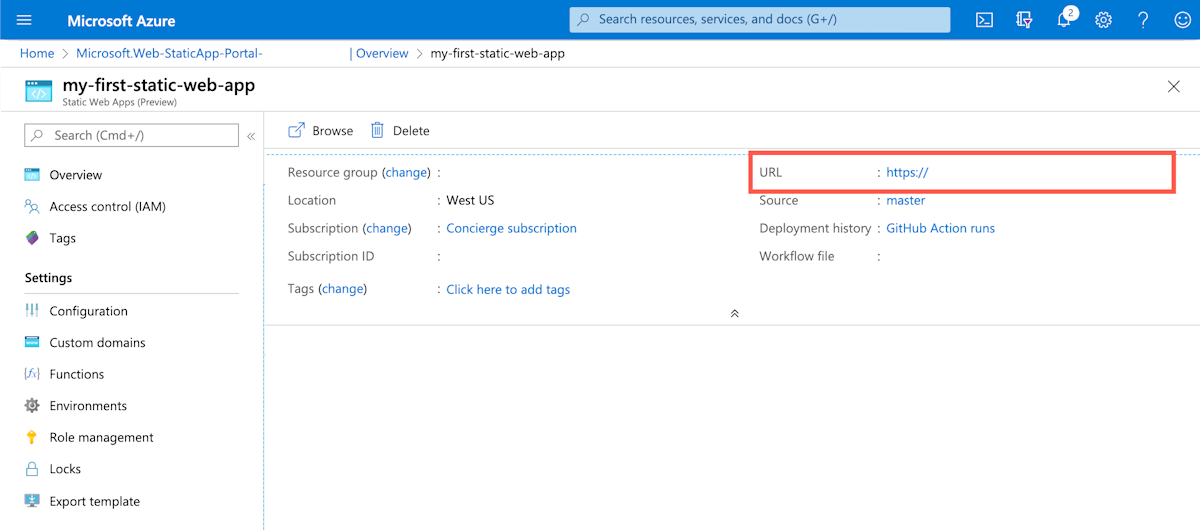 Microsoft Azure
Search resources, services, and docs (G+/)
2
Home > Microsoft.Web-StaticApp-Portal- | Overview > my-first-static-web-app
my-first-static-web-app
Static Web Apps (Preview)
Search (Cmd+/)
«
Browse
Delete
Overview
Access control (IAM)
Tags
Settings
Configuration
Custom domains
Functions
Environments
Role management
Locks
Export template
Resource group (change) :
Location : West US
Subscription (change) : Concierge subscription
Subscription ID :
Tags (change) : Click here to add tags
URL : https://
Source : master
Deployment history : GitHub Action runs
Workflow file :